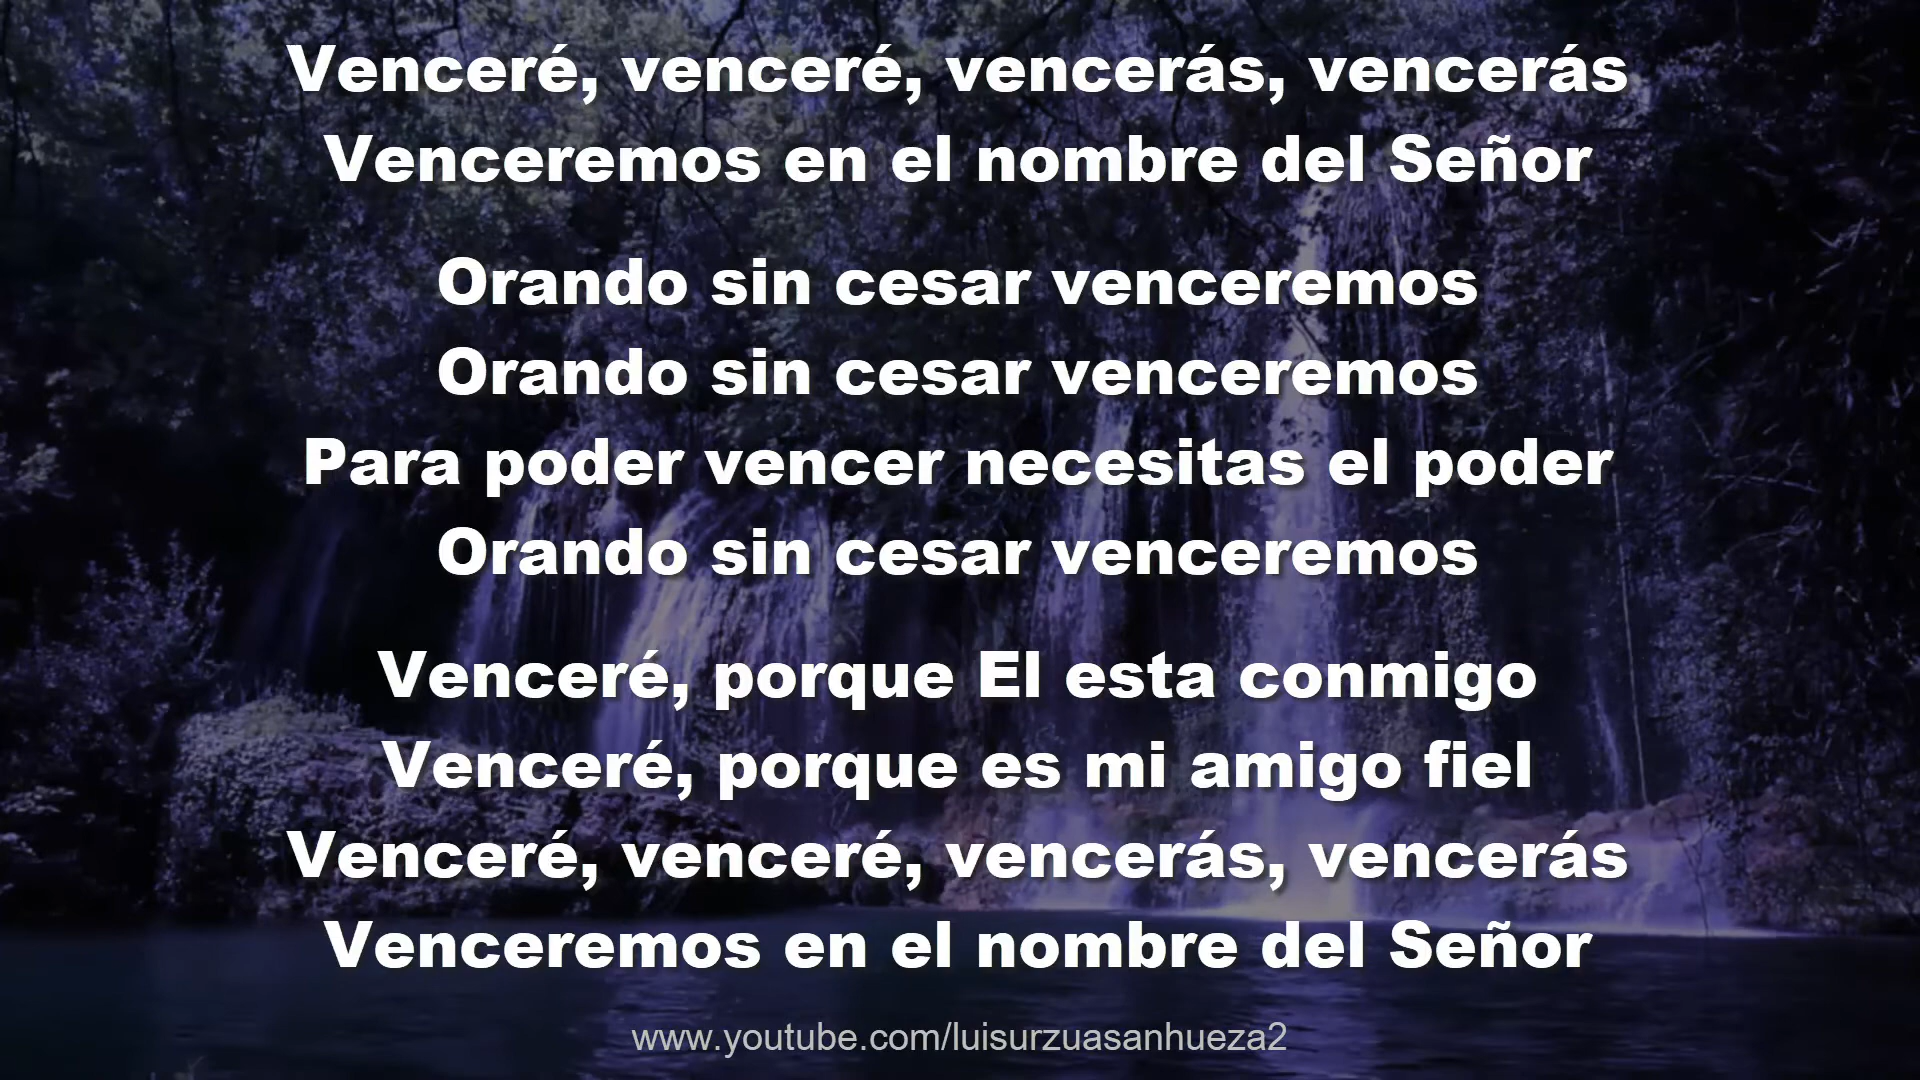 Venceré, venceré, vencerás, vencerás
Venceremos en el nombre del Señor
Orando sin cesar venceremos
Orando sin cesar venceremos
Para poder vencer necesitas el poder
Orando sin cesar venceremos
Venceré, porque El esta conmigo
Venceré, porque es mi amigo fiel
Venceré, venceré, vencerás, vencerás
Venceremos en el nombre del Señor
www.youtube.com/luisurzuasanhueza2